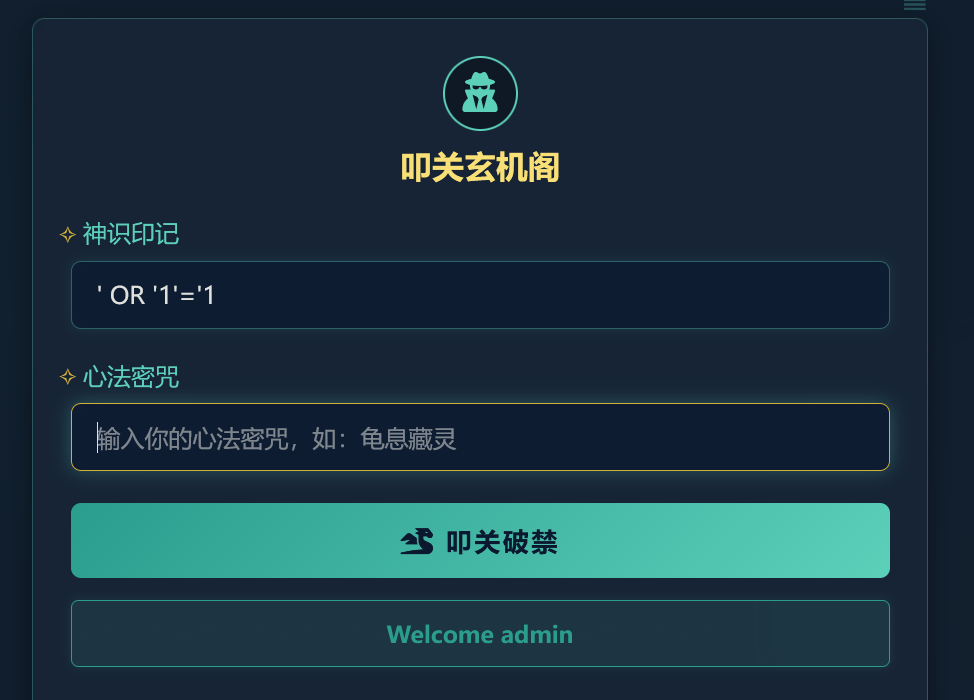 叩关玄机阁
✧ 神识印记
' OR '1'='1
✧ 心法密咒
输入你的心法密咒，如：龟息藏灵
叩关破禁
Welcome admin